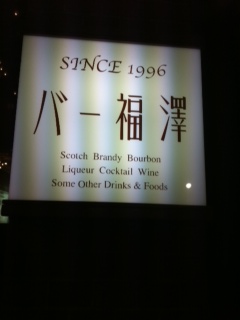 SINCE 1996
バー福澤
Scotch Brandy Bourbon
Liqueur Cocktail Wine
Some Other Drinks & Foods